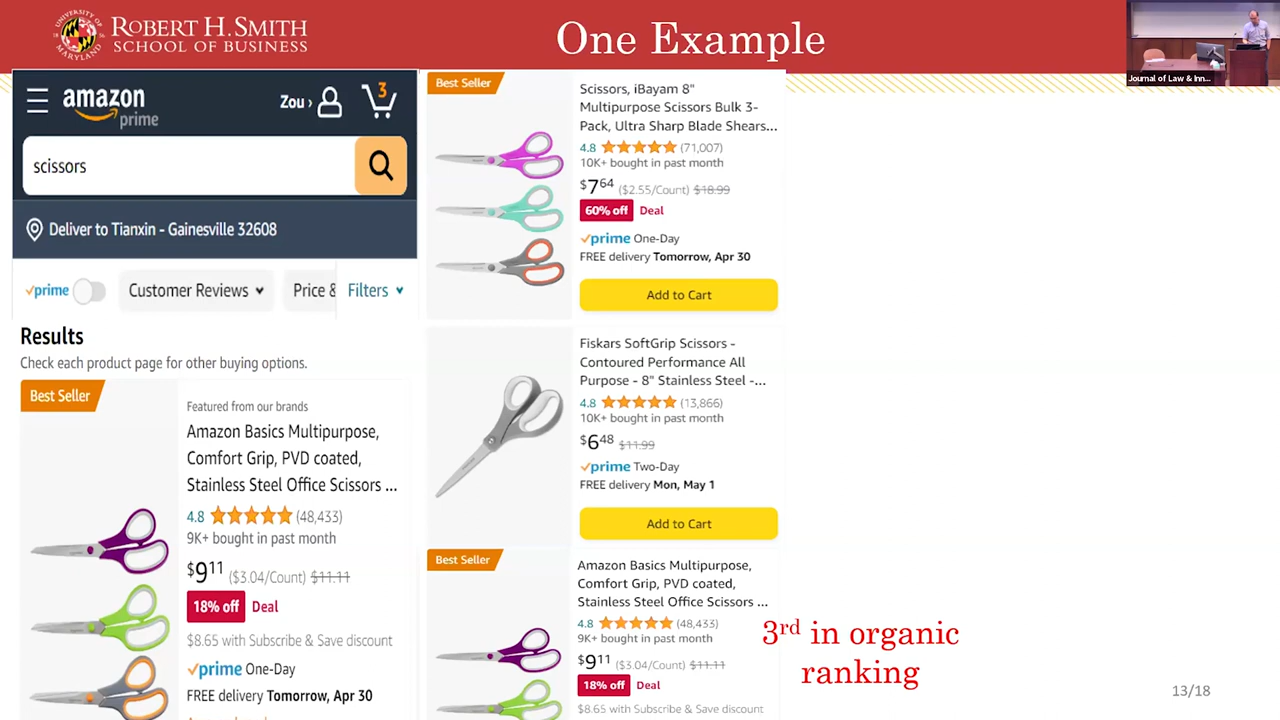 UNIVERSITY OF
MARYLAND
ROBERT H. SMITH
SCHOOL OF BUSINESS
One Example
Journal of Law & Inn...
amazon
prime
Zou ›
3
scissors
Deliver to Tianxin - Gainesville 32608
prime
Customer Reviews
Price &
Filters
Results
Check each product page for other buying options.
Best Seller
Featured from our brands
Amazon Basics Multipurpose,
Comfort Grip, PVD coated,
Stainless Steel Office Scissors ...
4.8 (48,433)
9K+ bought in past month
$911 ($3.04/Count) $11.11
18% off Deal
$8.65 with Subscribe & Save discount
prime One-Day
FREE delivery Tomorrow, Apr 30
Best Seller
Scissors, iBayam 8"
Multipurpose Scissors Bulk 3-
Pack, Ultra Sharp Blade Shears...
4.8 (71,007)
10K+ bought in past month
$764 ($2.55/Count) $18.99
60% off Deal
prime One-Day
FREE delivery Tomorrow, Apr 30
Add to Cart
Fiskars SoftGrip Scissors -
Contoured Performance All
Purpose - 8" Stainless Steel -...
4.8 (13,866)
10K+ bought in past month
$648 $11.99
prime Two-Day
FREE delivery Mon, May 1
Add to Cart
Best Seller
Amazon Basics Multipurpose,
Comfort Grip, PVD coated,
Stainless Steel Office Scissors ...
4.8 (48,433)
9K+ bought in past month
$911 ($3.04/Count) $11.11
18% off Deal
$8.65 with Subscribe & Save discount
3rd in organic
ranking
13/18